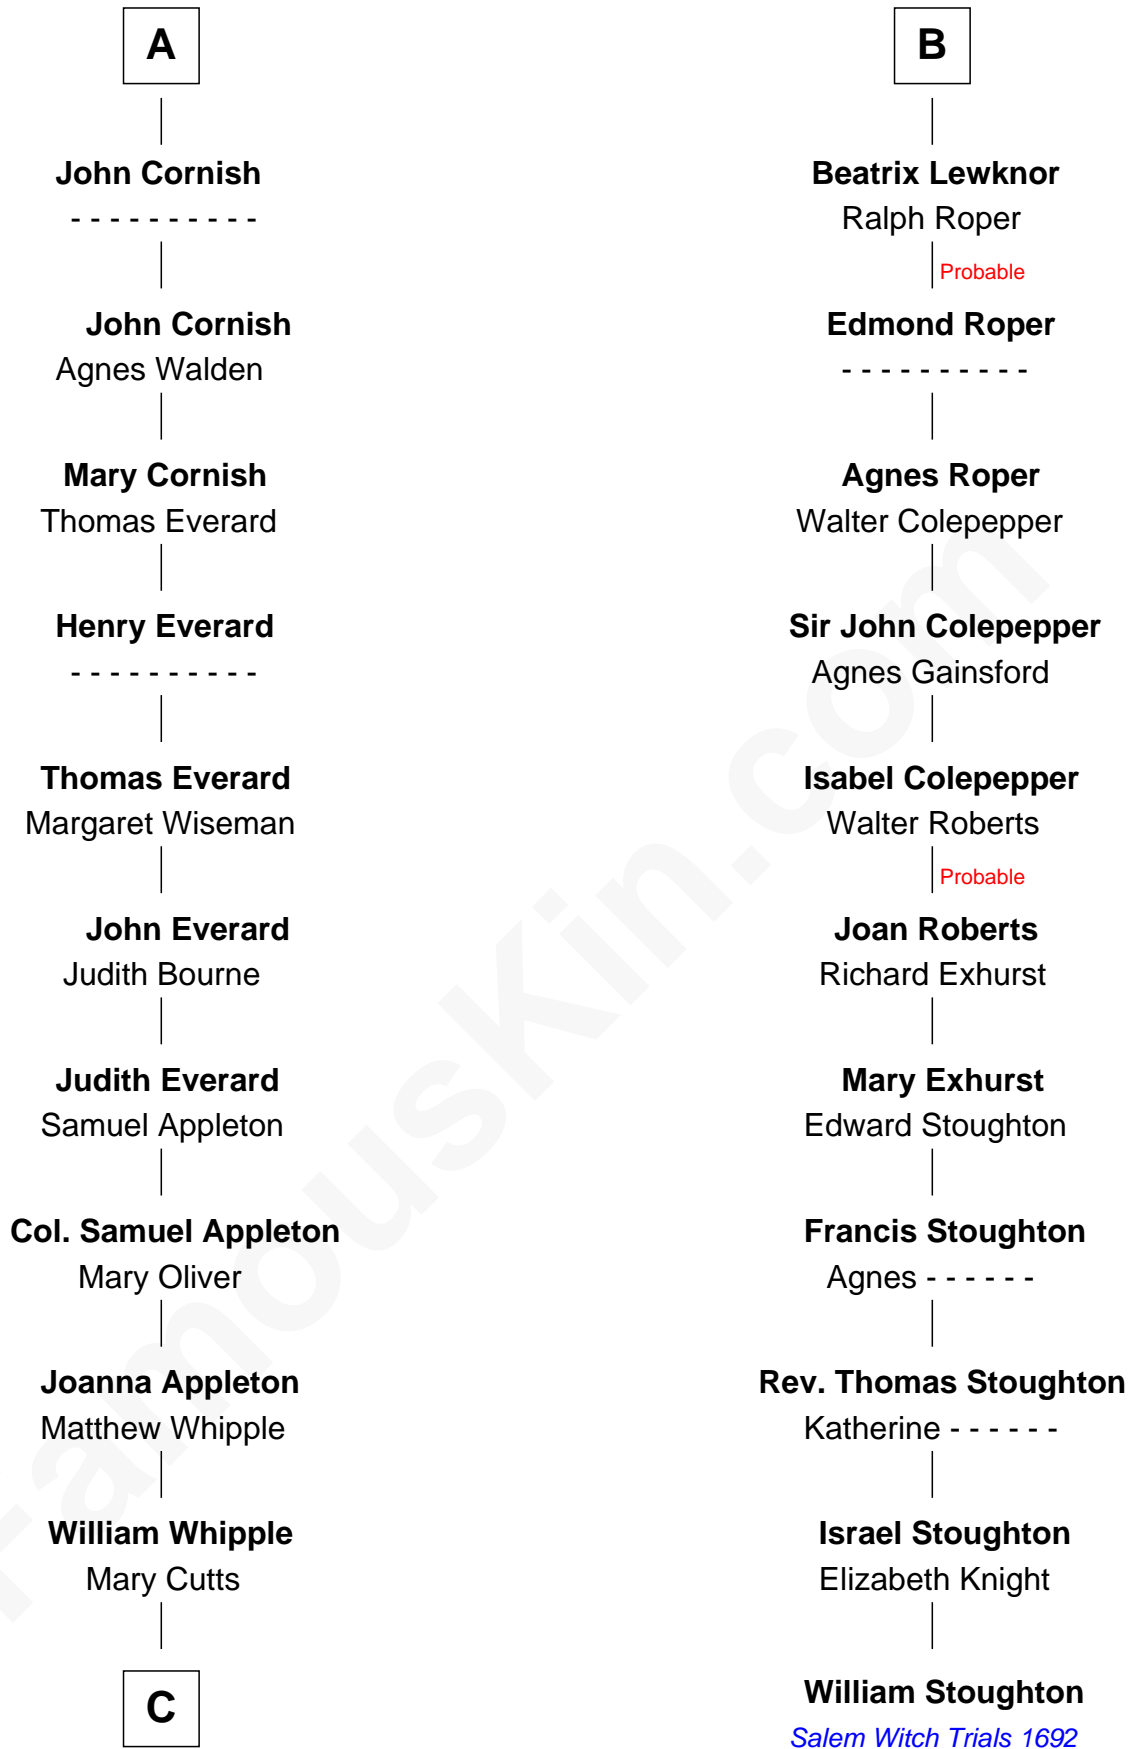 A
John Cornish
- - - - - - - - - -
John Cornish
Agnes Walden
Mary Cornish
Thomas Everard
Henry Everard
- - - - - - - - - -
Thomas Everard
Margaret Wiseman
John Everard
Judith Bourne
Judith Everard
Samuel Appleton
Col. Samuel Appleton
Mary Oliver
Joanna Appleton
Matthew Whipple
William Whipple
Mary Cutts
C
B
Beatrix Lewknor
Ralph Roper
Probable
Edmond Roper
- - - - - - - - - -
Agnes Roper
Walter Colepepper
Sir John Colepepper
Agnes Gainsford
Isabel Colepepper
Walter Roberts
Probable
Joan Roberts
Richard Exhurst
Mary Exhurst
Edward Stoughton
Francis Stoughton
Agnes - - - - - -
Rev. Thomas Stoughton
Katherine - - - - - -
Israel Stoughton
Elizabeth Knight
William Stoughton
Salem Witch Trials 1692
FamousKin.com